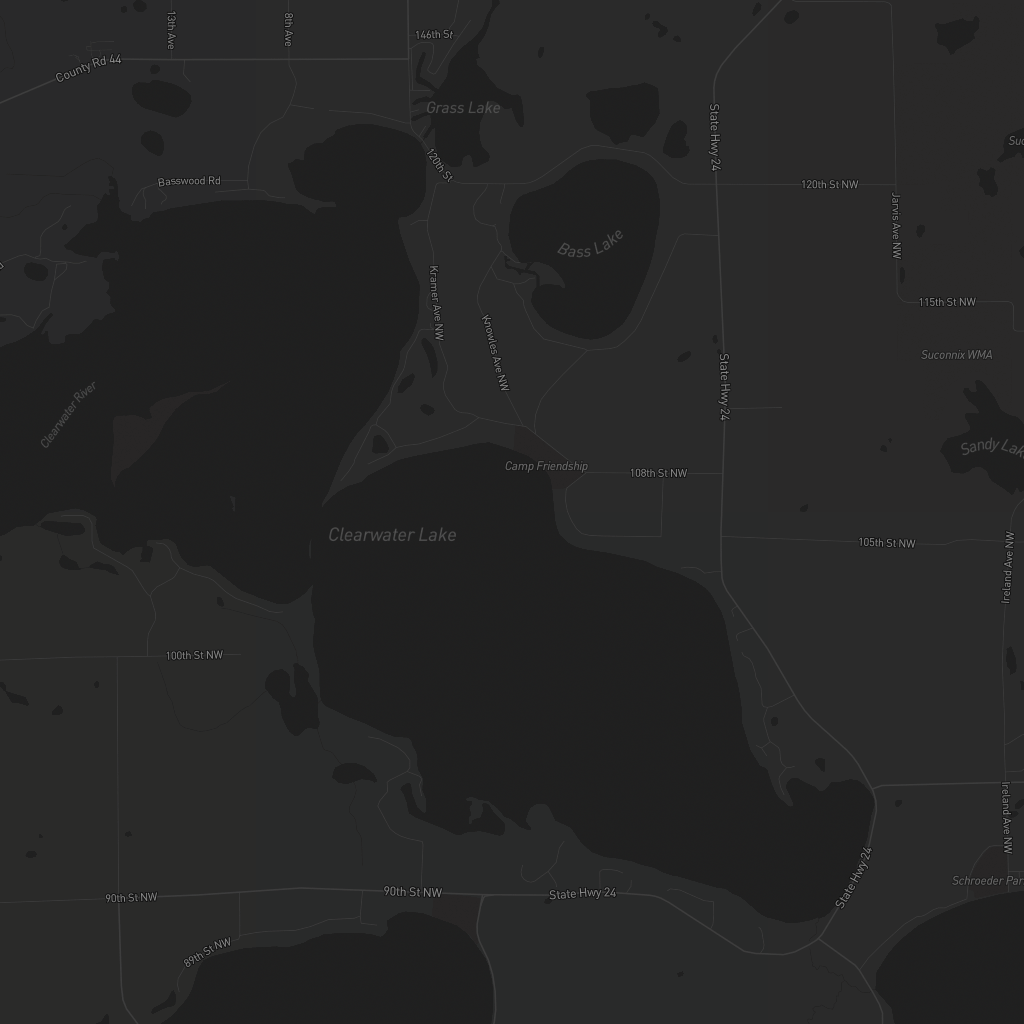 13th Ave
8th Ave
146th St
County Rd 44
Grass Lake
State Hwy 24
120th St
Basswood Rd
120th St NW
Jarvis Ave NW
Bass Lake
Kramer Ave NW
115th St NW
Knowles Ave NW
Suconnix WMA
State Hwy 24
Clearwater River
Sandy Lak
Camp Friendship
108th St NW
Clearwater Lake
105th St NW
Ireland Ave NW
100th St NW
Ireland Ave NW
State Hwy 24
Schroeder Par
90th St NW
90th St NW
State Hwy 24
89th St NW